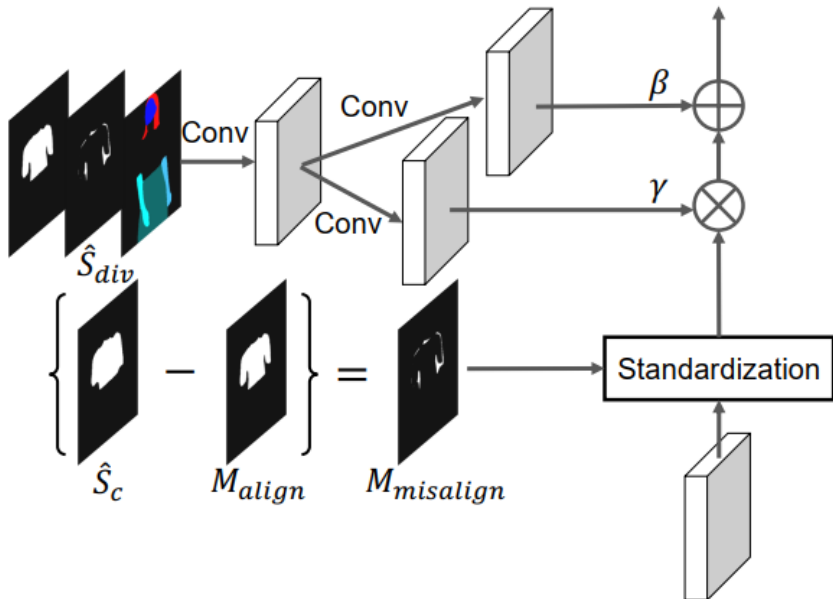 Conv
Conv
Conv
β
γ
Ŝ_div
{ − } =
Ŝ_c
M_align
M_misalign
Standardization